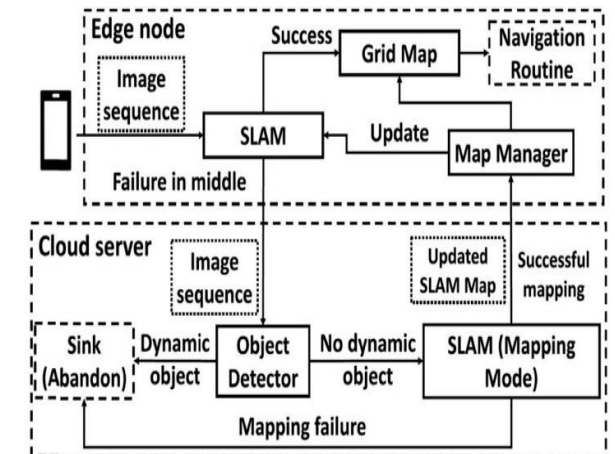 Edge node
Success
Grid Map
Navigation
Routine
Image
sequence
SLAM
Update
Map Manager
Failure in middle
Cloud server
Image
sequence
Updated
SLAM Map
Successful
mapping
Sink
(Abandon)
Dynamic
object
Object
Detector
No dynamic
object
SLAM (Mapping
Mode)
Mapping failure